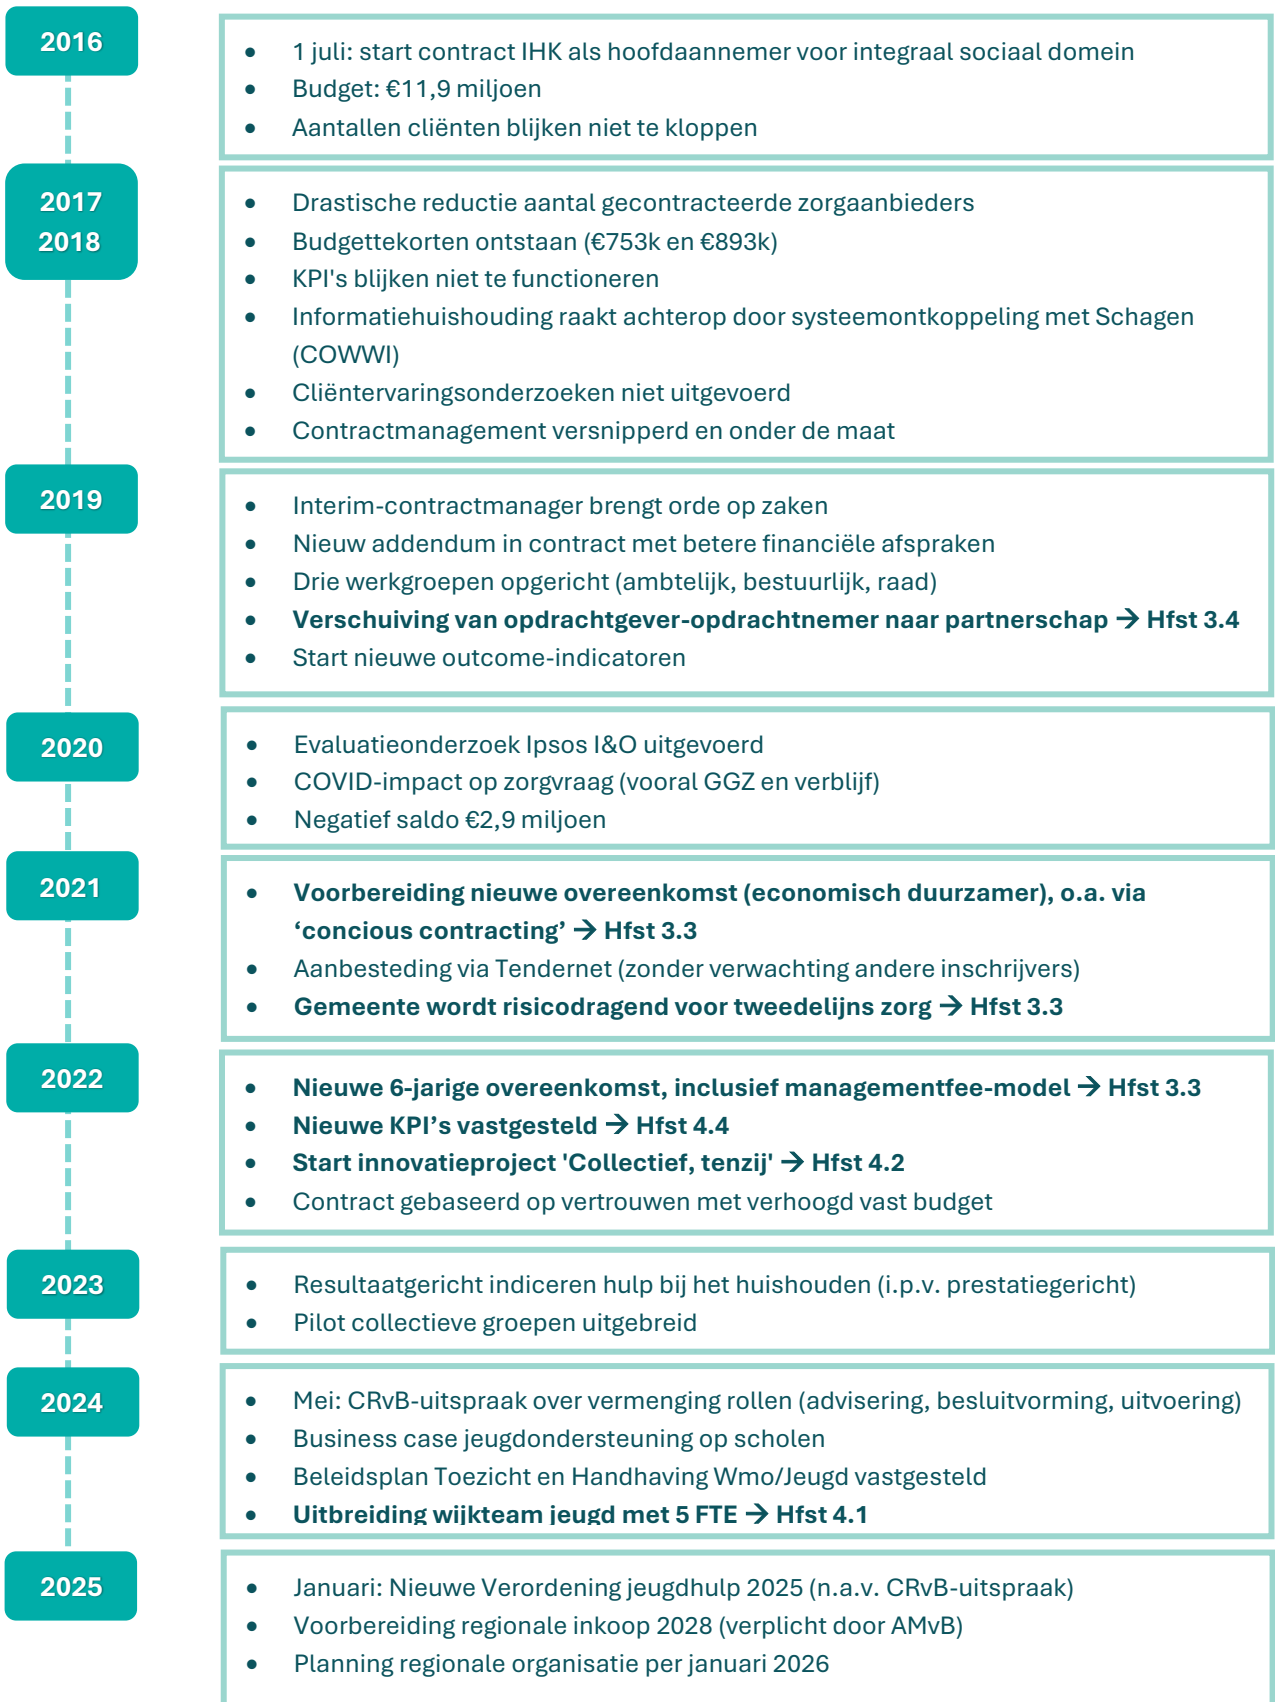 2016
• 1 juli: start contract IHK als hoofdaannemer voor integraal sociaal domein
• Budget: €11,9 miljoen
• Aantallen cliënten blijken niet te kloppen
2017
2018
• Drastische reductie aantal gecontracteerde zorgaanbieders
• Budgettekorten ontstaan (€753k en €893k)
• KPI's blijken niet te functioneren
• Informatiehuishouding raakt achterop door systeemontkoppeling met Schagen
(COWWI)
• Cliëntervaringsonderzoeken niet uitgevoerd
• Contractmanagement versnipperd en onder de maat
2019
• Interim-contractmanager brengt orde op zaken
• Nieuw addendum in contract met betere financiële afspraken
• Drie werkgroepen opgericht (ambtelijk, bestuurlijk, raad)
• Verschuiving van opdrachtgever-opdrachtnemer naar partnerschap → Hfst 3.4
• Start nieuwe outcome-indicatoren
2020
• Evaluatieonderzoek Ipsos I&O uitgevoerd
• COVID-impact op zorgvraag (vooral GGZ en verblijf)
• Negatief saldo €2,9 miljoen
2021
• Voorbereiding nieuwe overeenkomst (economisch duurzamer), o.a. via
‘concious contracting’ → Hfst 3.3
• Aanbesteding via Tendernet (zonder verwachting andere inschrijvers)
• Gemeente wordt risicodragend voor tweedelijns zorg → Hfst 3.3
2022
• Nieuwe 6-jarige overeenkomst, inclusief managementfee-model → Hfst 3.3
• Nieuwe KPI’s vastgesteld → Hfst 4.4
• Start innovatieproject 'Collectief, tenzij' → Hfst 4.2
• Contract gebaseerd op vertrouwen met verhoogd vast budget
2023
• Resultaatgericht indiceren hulp bij het huishouden (i.p.v. prestatiegericht)
• Pilot collectieve groepen uitgebreid
2024
• Mei: CRvB-uitspraak over vermenging rollen (advisering, besluitvorming, uitvoering)
• Business case jeugdondersteuning op scholen
• Beleidsplan Toezicht en Handhaving Wmo/Jeugd vastgesteld
• Uitbreiding wijkteam jeugd met 5 FTE → Hfst 4.1
2025
• Januari: Nieuwe Verordening jeugdhulp 2025 (n.a.v. CRvB-uitspraak)
• Voorbereiding regionale inkoop 2028 (verplicht door AMvB)
• Planning regionale organisatie per januari 2026